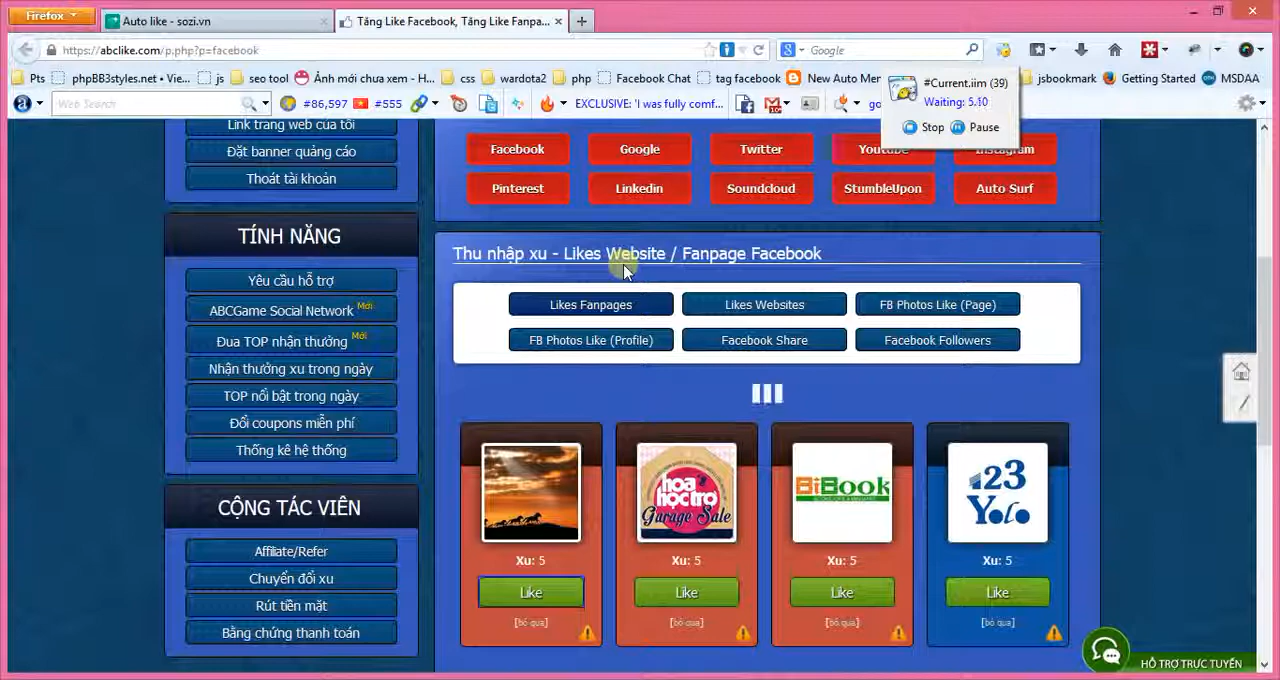 Firefox
Auto like - sozi.vn
Tăng Like Facebook, Tăng Like Fanpa...
https://abclike.com/p.php?p=facebook
Google
Pts
phpBB3styles.net • Vie...
js
seo tool
Ảnh mới chưa xem - H...
css
wardota2
php
Facebook Chat
tag facebook
New Auto Mer
jsbookmark
Getting Started
MSDAA
Web Search
#86,597
#555
EXCLUSIVE: 'I was fully comf...
go
#Current.iim (39)
Waiting: 5.10
Stop
Pause
Link trang web của tôi
Đặt banner quảng cáo
Thoát tài khoản
TÍNH NĂNG
Yêu cầu hỗ trợ
ABCGame Social Network Mới
Đua TOP nhận thưởng Mới
Nhận thưởng xu trong ngày
TOP nổi bật trong ngày
Đổi coupons miễn phí
Thống kê hệ thống
CỘNG TÁC VIÊN
Affiliate/Refer
Chuyển đổi xu
Rút tiền mặt
Bằng chứng thanh toán
Facebook
Google
Twitter
Youtube
Instagram
Pinterest
Linkedin
Soundcloud
StumbleUpon
Auto Surf
Thu nhập xu - Likes Website / Fanpage Facebook
Likes Fanpages
Likes Websites
FB Photos Like (Page)
FB Photos Like (Profile)
Facebook Share
Facebook Followers
hoa
học trò
Garage Sale
BiBook
123
YoLo
Xu: 5
Xu: 5
Xu: 5
Xu: 5
Like
Like
Like
Like
[bỏ qua]
[bỏ qua]
[bỏ qua]
[bỏ qua]
HỖ TRỢ TRỰC TUYẾN